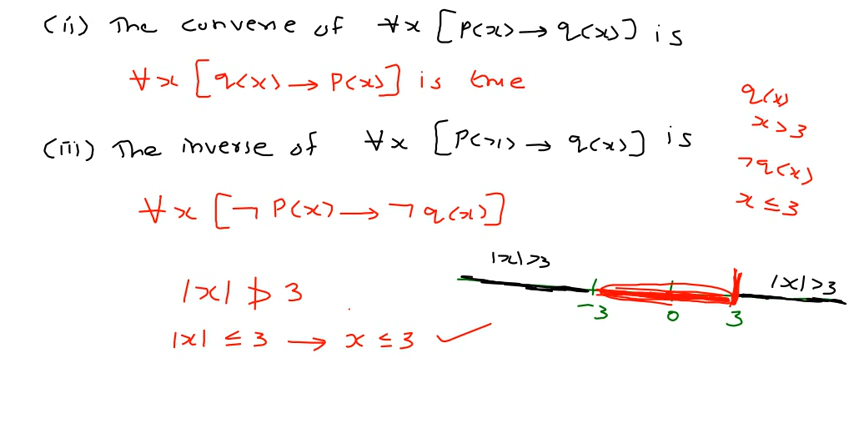 (ii) The converse of ∀x [P(x) → q(x)] is
∀x [q(x) → P(x)] is true
q(x)
x > 3
(iii) The inverse of ∀x [P(x) → q(x)] is
¬q(x)
x ≤ 3
∀x [¬ P(x) → ¬ q(x)]
|x| > 3
|x| > 3
|x| ≯ 3
-3 0 3
|x| ≤ 3 → x ≤ 3 ✓